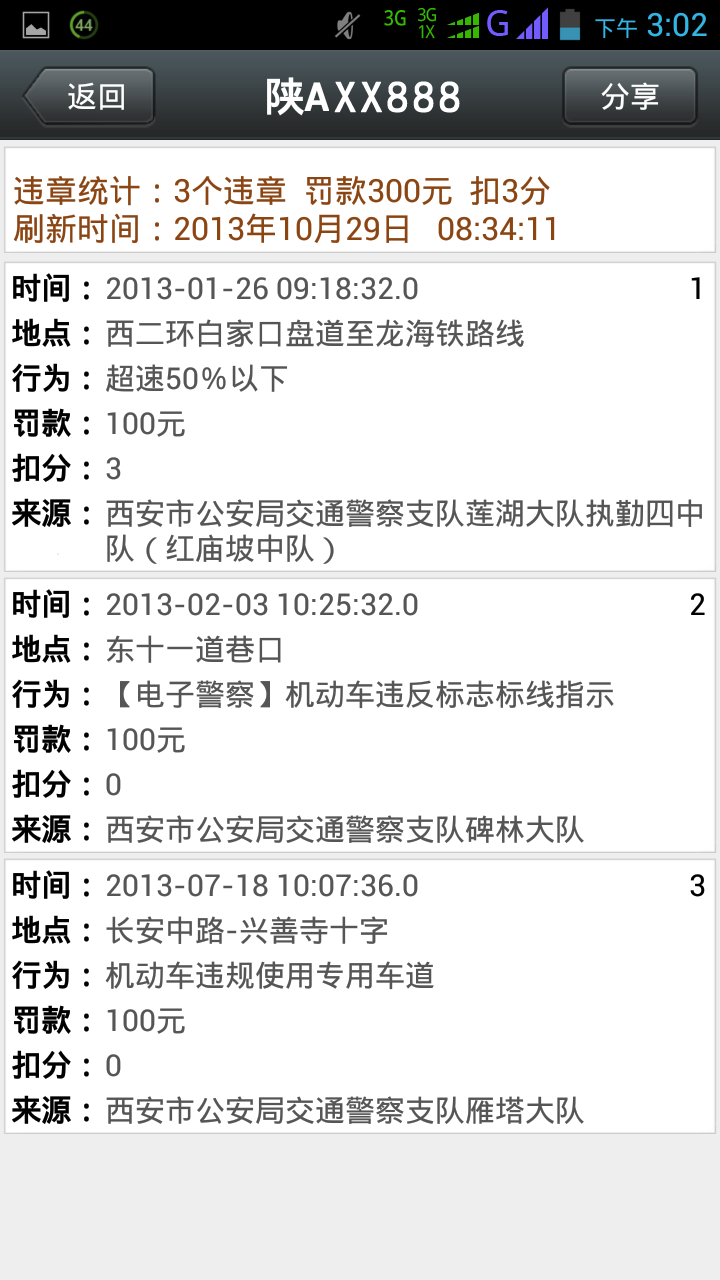 44
3G
3G
1X
G
下午 3:02
返回
陕AXX888
分享
违章统计：3个违章 罚款300元 扣3分
刷新时间：2013年10月29日 08:34:11
时间： 2013-01-26 09:18:32.0 1
地点： 西二环白家口盘道至龙海铁路线
行为： 超速50%以下
罚款： 100元
扣分： 3
来源： 西安市公安局交通警察支队莲湖大队执勤四中
队（红庙坡中队）
时间： 2013-02-03 10:25:32.0 2
地点： 东十一道巷口
行为： 【电子警察】机动车违反标志标线指示
罚款： 100元
扣分： 0
来源： 西安市公安局交通警察支队碑林大队
时间： 2013-07-18 10:07:36.0 3
地点： 长安中路-兴善寺十字
行为： 机动车违规使用专用车道
罚款： 100元
扣分： 0
来源： 西安市公安局交通警察支队雁塔大队